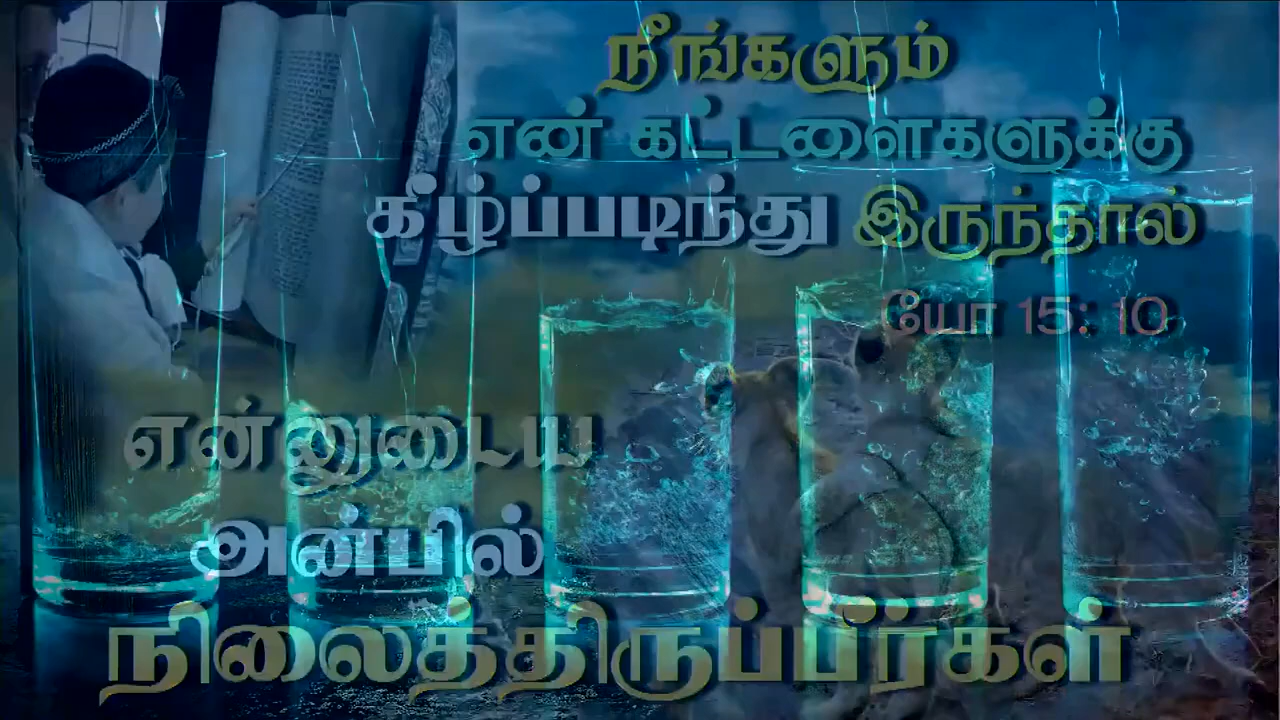 நீங்களும்
என் கட்டளைகளுக்கு
கீழ்ப்படிந்து இருந்தால்
யோ 15: 10
என்னுடைய
அன்பில்
நிலைத்திருப்பீர்கள்